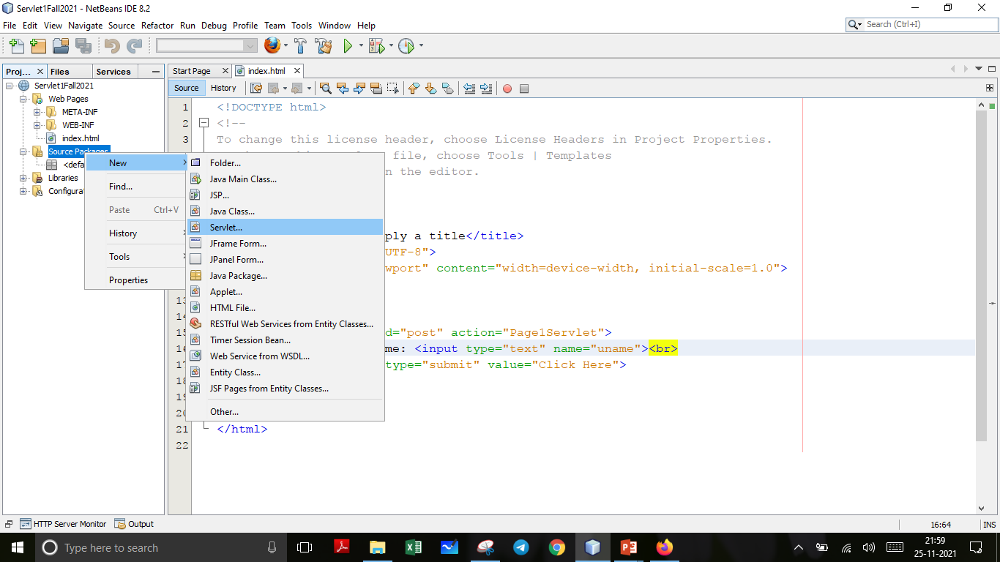 Servlet1Fall2021 - NetBeans IDE 8.2
File Edit View Navigate Source Refactor Run Debug Profile Team Tools Window Help
Search (Ctrl+I)
Proj... Files Services
Start Page index.html
Source History
Servlet1Fall2021
Web Pages
META-INF
WEB-INF
index.html
Source Packages
Libraries
1 <!DOCTYPE html>
2 <!--
3 To change this license header, choose License Headers in Project Properties.
file, choose Tools | Templates
n the editor.
ply a title</title>
UTF-8">
wport" content="width=device-width, initial-scale=1.0">
13
15 d="post" action="Page1Servlet">
16 me: <input type="text" name="uname"><br>
17 type="submit" value="Click Here">
21 </html>
22
New
Find...
Paste Ctrl+V
History
Tools
Properties
Folder...
Java Main Class...
JSP...
Java Class...
Servlet...
JFrame Form...
JPanel Form...
Java Package...
Applet...
HTML File...
RESTful Web Services from Entity Classes...
Timer Session Bean...
Web Service from WSDL...
Entity Class...
JSF Pages from Entity Classes...
Other...
HTTP Server Monitor Output
16:64 INS
Type here to search
21:59
25-11-2021